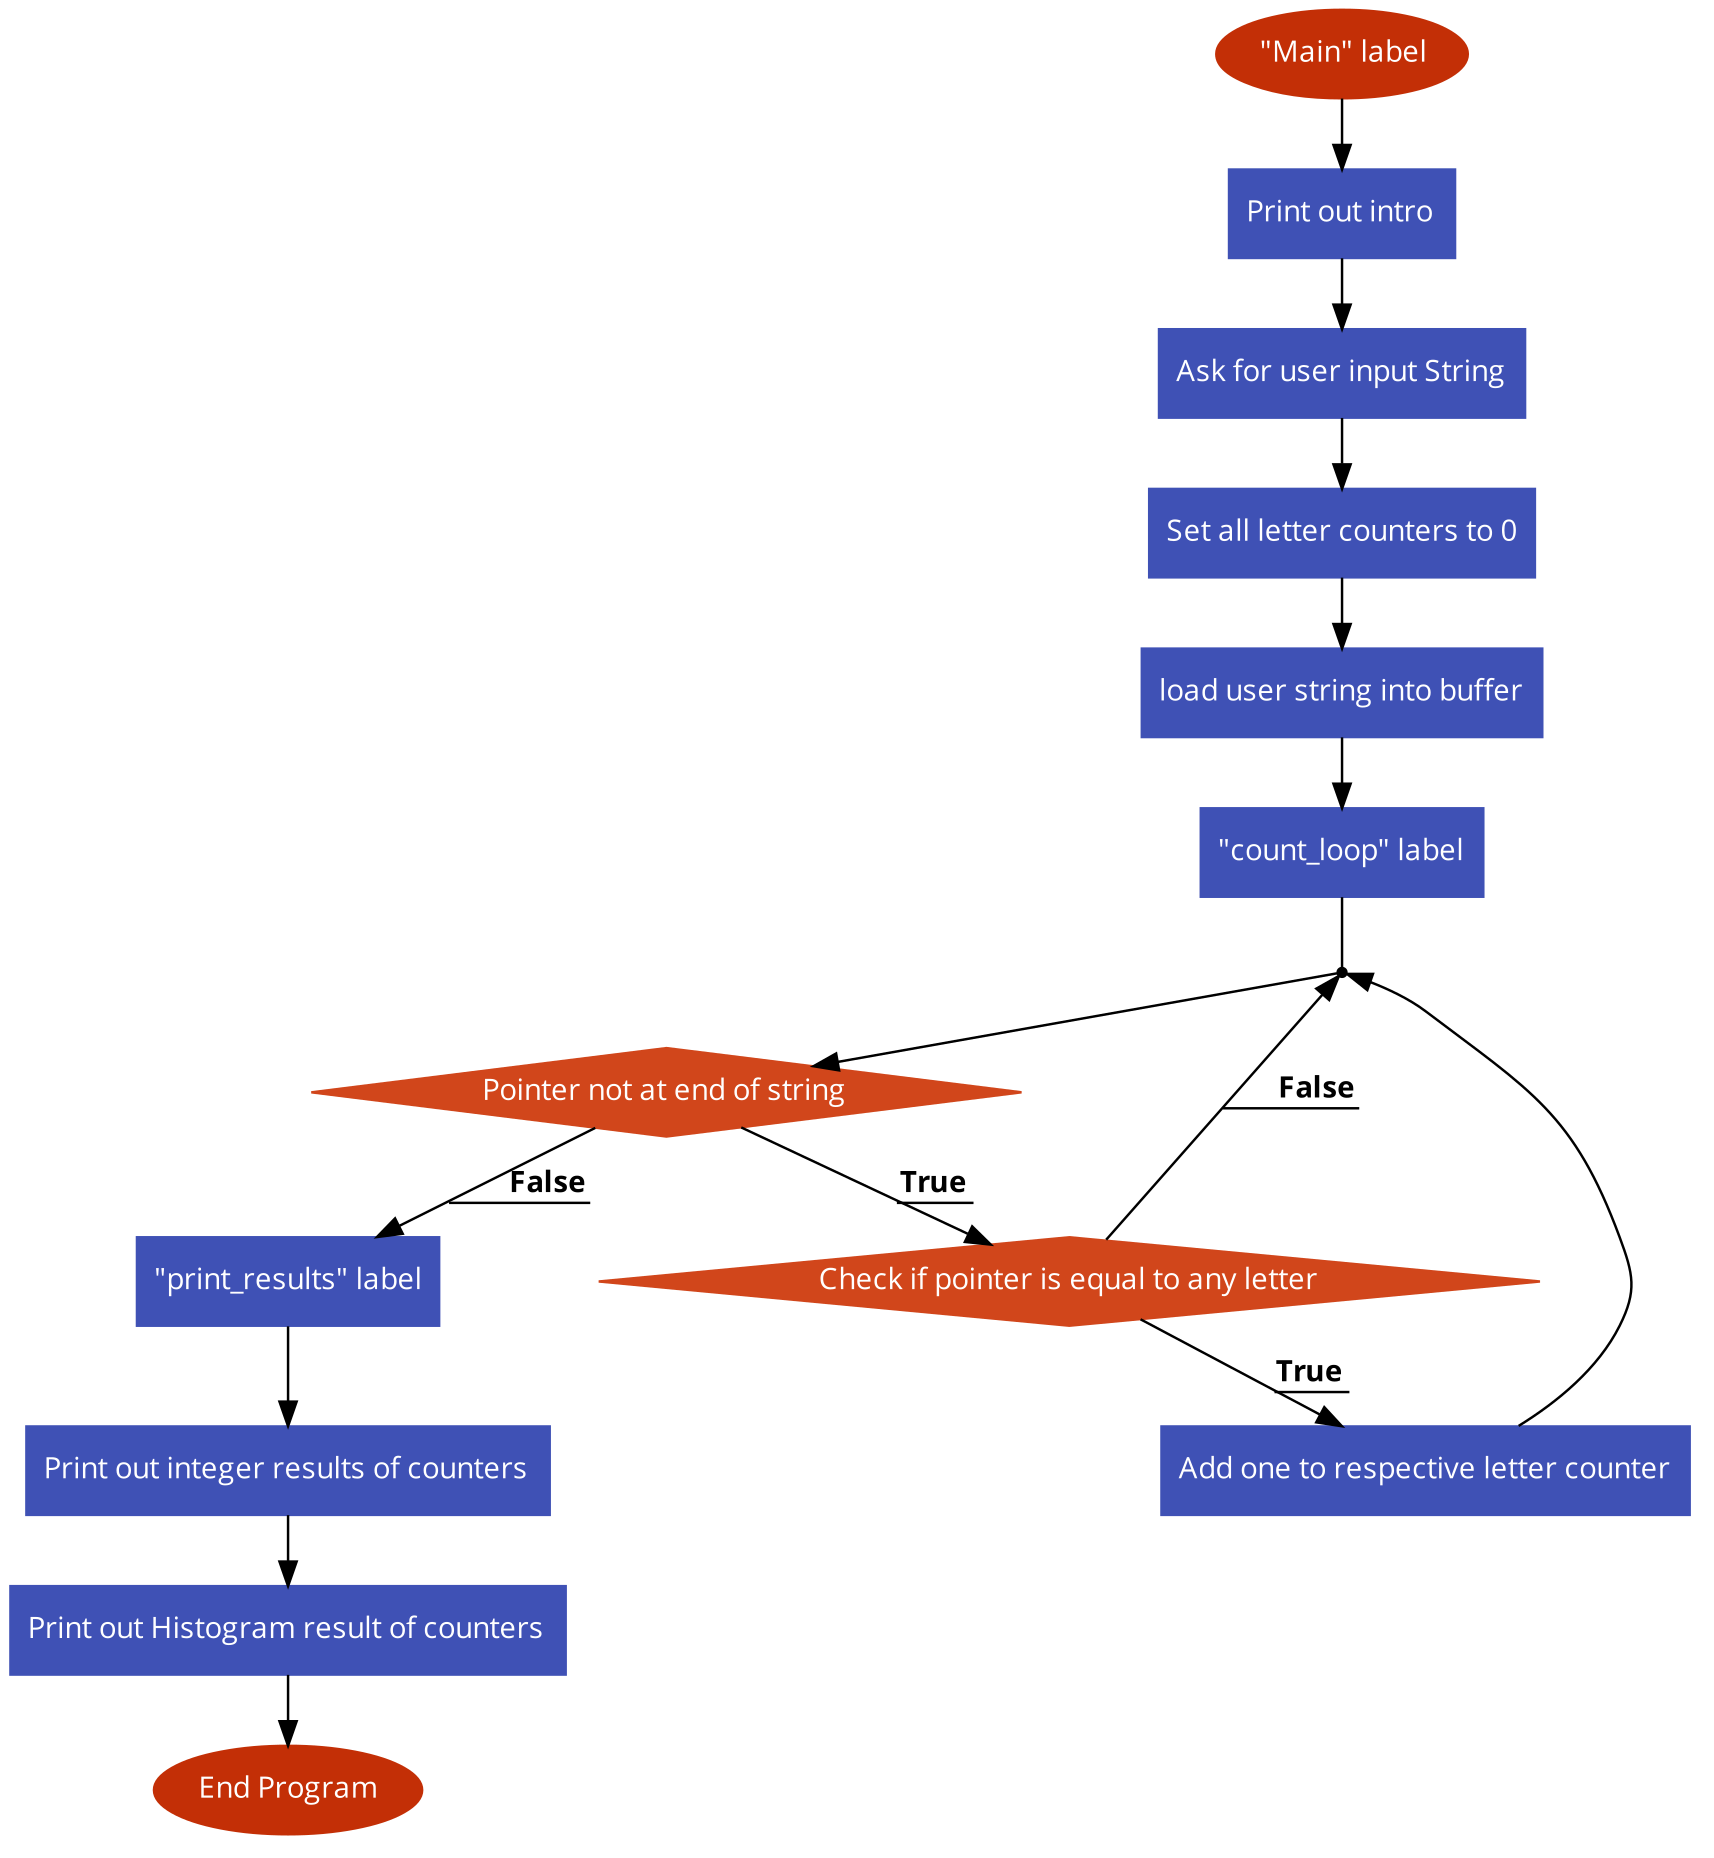 "Main" label
Print out intro
Ask for user input String
Set all letter counters to 0
load user string into buffer
"count_loop" label
Pointer not at end of string
False
False
True
"print_results" label
Check if pointer is equal to any letter
True
Print out integer results of counters
Add one to respective letter counter
Print out Histogram result of counters
End Program